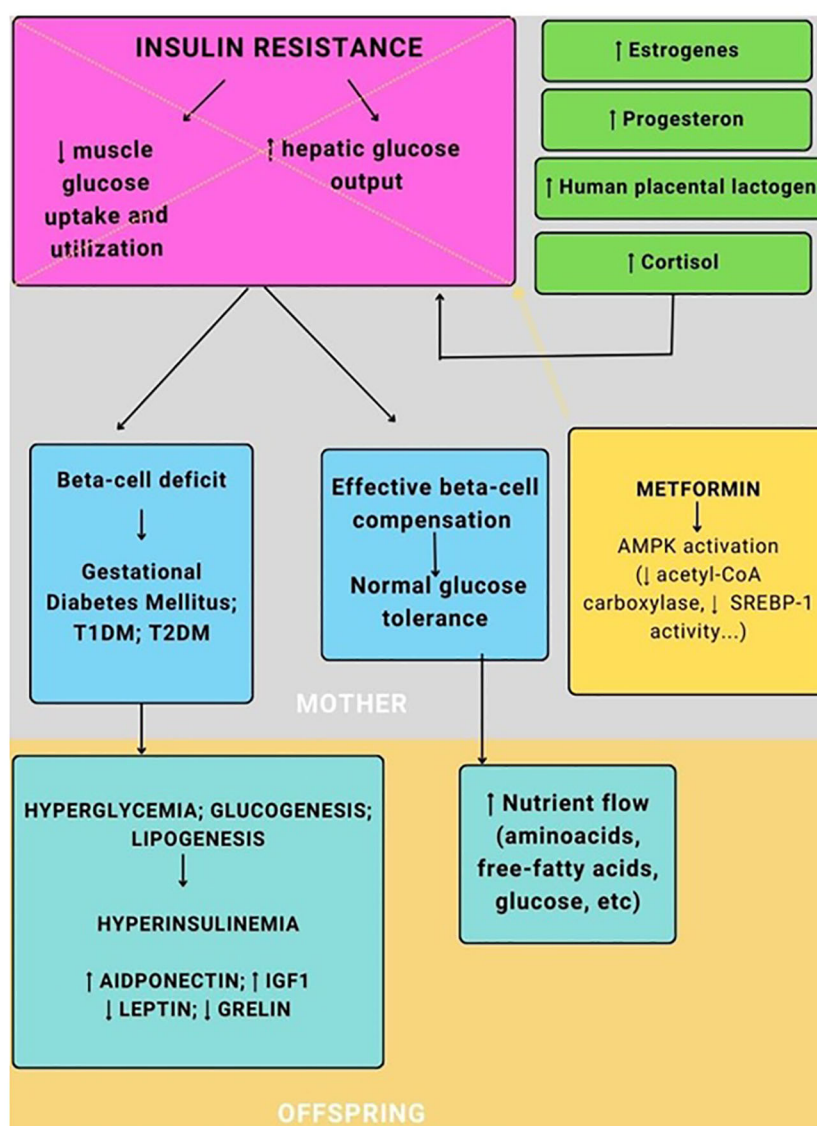 INSULIN RESISTANCE
↓ muscle
glucose
uptake and
utilization
↑ hepatic glucose
output
↑ Estrogenes
↑ Progesteron
↑ Human placental lactogen
↑ Cortisol
Beta-cell deficit
Gestational
Diabetes Mellitus;
T1DM; T2DM
Effective beta-cell
compensation
Normal glucose
tolerance
METFORMIN
AMPK activation
(↓ acetyl-CoA
carboxylase, ↓ SREBP-1
activity...)
MOTHER
HYPERGLYCEMIA; GLUCOGENESIS;
LIPOGENESIS
HYPERINSULINEMIA
↑ AIDPONECTIN; ↑ IGF1
↓ LEPTIN; ↓ GRELIN
↑ Nutrient flow
(aminoacids,
free-fatty acids,
glucose, etc)
OFFSPRING